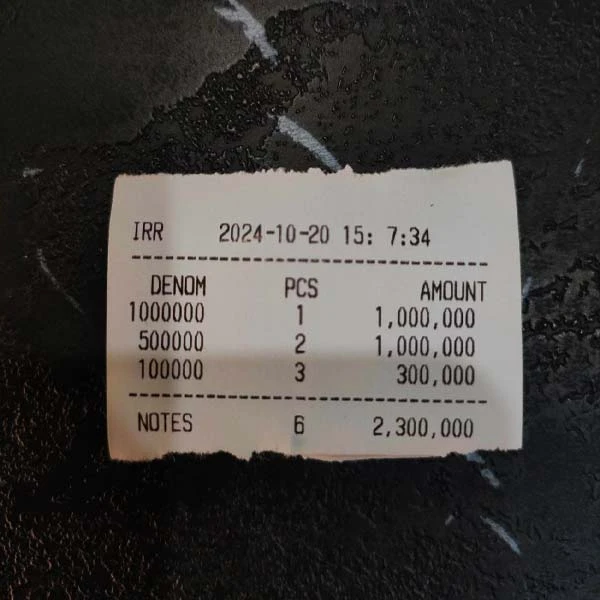 IRR 2024-10-20 15: 7:34
DENOM PCS AMOUNT
1000000 1 1,000,000
500000 2 1,000,000
100000 3 300,000
NOTES 6 2,300,000